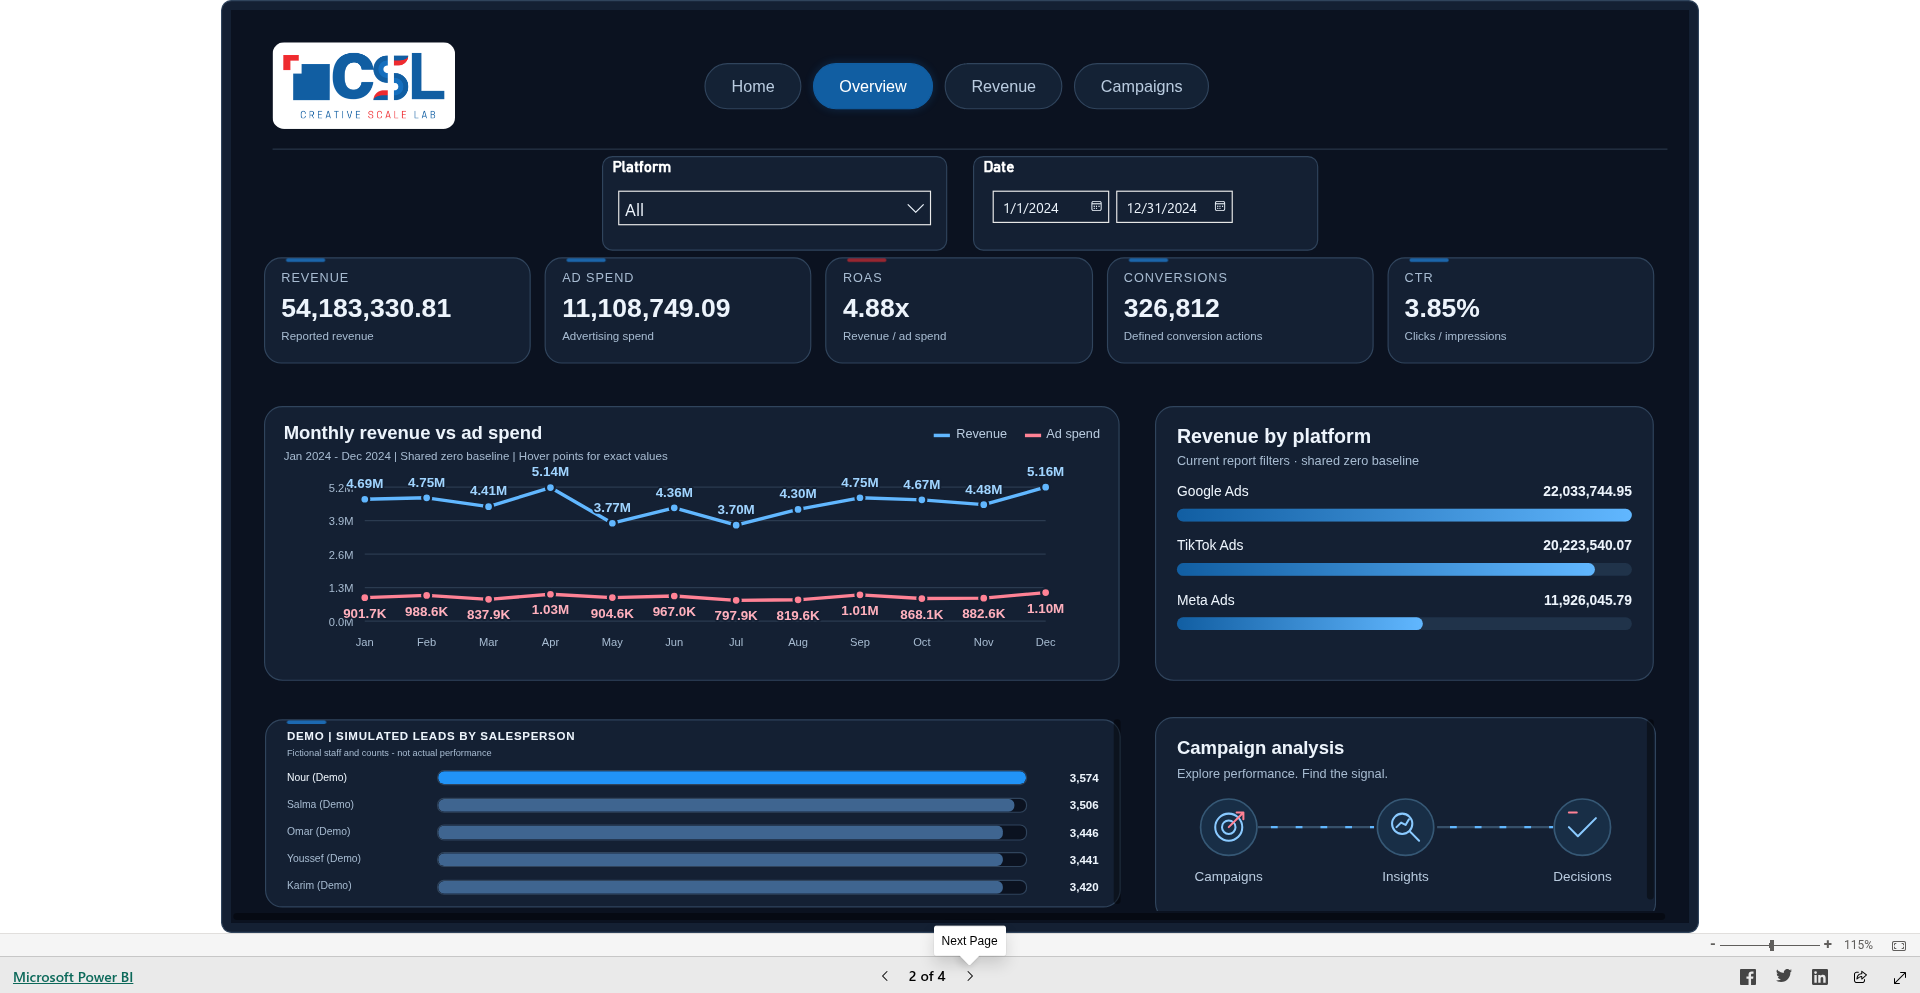 CSL
CREATIVE SCALE LAB
Home
Overview
Revenue
Campaigns
Platform
All
Date
1/1/2024
12/31/2024
REVENUE
54,183,330.81
Reported revenue
AD SPEND
11,108,749.09
Advertising spend
ROAS
4.88x
Revenue / ad spend
CONVERSIONS
326,812
Defined conversion actions
CTR
3.85%
Clicks / impressions
Monthly revenue vs ad spend
Jan 2024 - Dec 2024 | Shared zero baseline | Hover points for exact values
Revenue
Ad spend
5.2M
3.9M
2.6M
1.3M
0.0M
4.69M
4.75M
4.41M
5.14M
3.77M
4.36M
3.70M
4.30M
4.75M
4.67M
4.48M
5.16M
901.7K
988.6K
837.9K
1.03M
904.6K
967.0K
797.9K
819.6K
1.01M
868.1K
882.6K
1.10M
Jan
Feb
Mar
Apr
May
Jun
Jul
Aug
Sep
Oct
Nov
Dec
Revenue by platform
Current report filters · shared zero baseline
Google Ads
22,033,744.95
TikTok Ads
20,223,540.07
Meta Ads
11,926,045.79
DEMO | SIMULATED LEADS BY SALESPERSON
Fictional staff and counts - not actual performance
Nour (Demo)
3,574
Salma (Demo)
3,506
Omar (Demo)
3,446
Youssef (Demo)
3,441
Karim (Demo)
3,420
Campaign analysis
Explore performance. Find the signal.
Campaigns
Insights
Decisions
Next Page
- + 115%
Microsoft Power BI
2 of 4